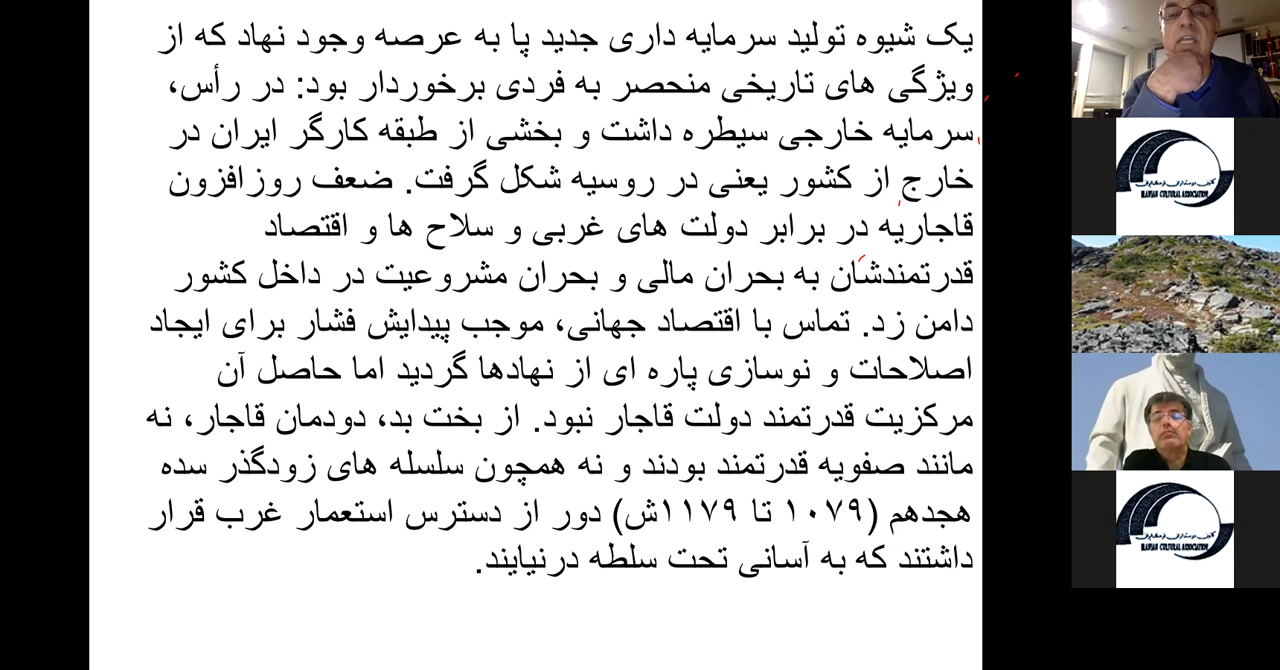 یک شیوه تولید سرمایه داری جدید پا به عرصه وجود نهاد که از
ویژگی های تاریخی منحصر به فردی برخوردار بود: در رأس،
سرمایه خارجی سیطره داشت و بخشی از طبقه کارگر ایران در
خارج از کشور یعنی در روسیه شکل گرفت. ضعف روزافزون
قاجاریه در برابر دولت های غربی و سلاح ها و اقتصاد
قدرتمندشان به بحران مالی و بحران مشروعیت در داخل کشور
دامن زد. تماس با اقتصاد جهانی، موجب پیدایش فشار برای ایجاد
اصلاحات و نوسازی پاره ای از نهادها گردید اما حاصل آن
مرکزیت قدرتمند دولت قاجار نبود. از بخت بد، دودمان قاجار، نه
مانند صفویه قدرتمند بودند و نه همچون سلسله های زودگذر سده
هجدهم (۱۰۷۹ تا ۱۱۷۹ش) دور از دسترس استعمار غرب قرار
داشتند که به آسانی تحت سلطه درنیایند.
IRANIAN CULTURAL ASSOCIATION
IRANIAN CULTURAL ASSOCIATION